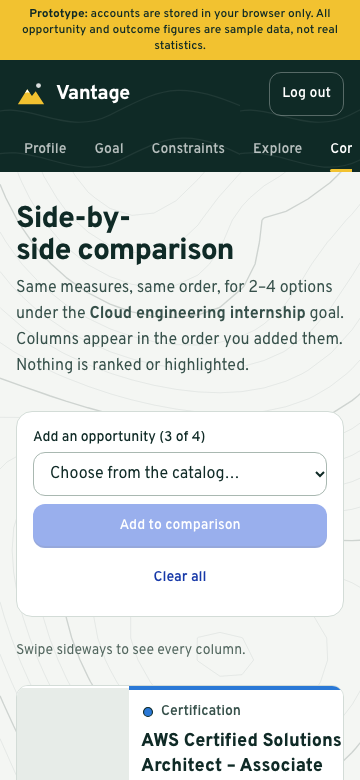 Prototype: accounts are stored in your browser only. All
opportunity and outcome figures are sample data, not real
statistics.
Vantage
Log out
Profile
Goal
Constraints
Explore
Cor
Side-by-
side comparison
Same measures, same order, for 2–4 options
under the Cloud engineering internship goal.
Columns appear in the order you added them.
Nothing is ranked or highlighted.
Add an opportunity (3 of 4)
Choose from the catalog…
Add to comparison
Clear all
Swipe sideways to see every column.
Certification
AWS Certified Solutions
Architect – Associate